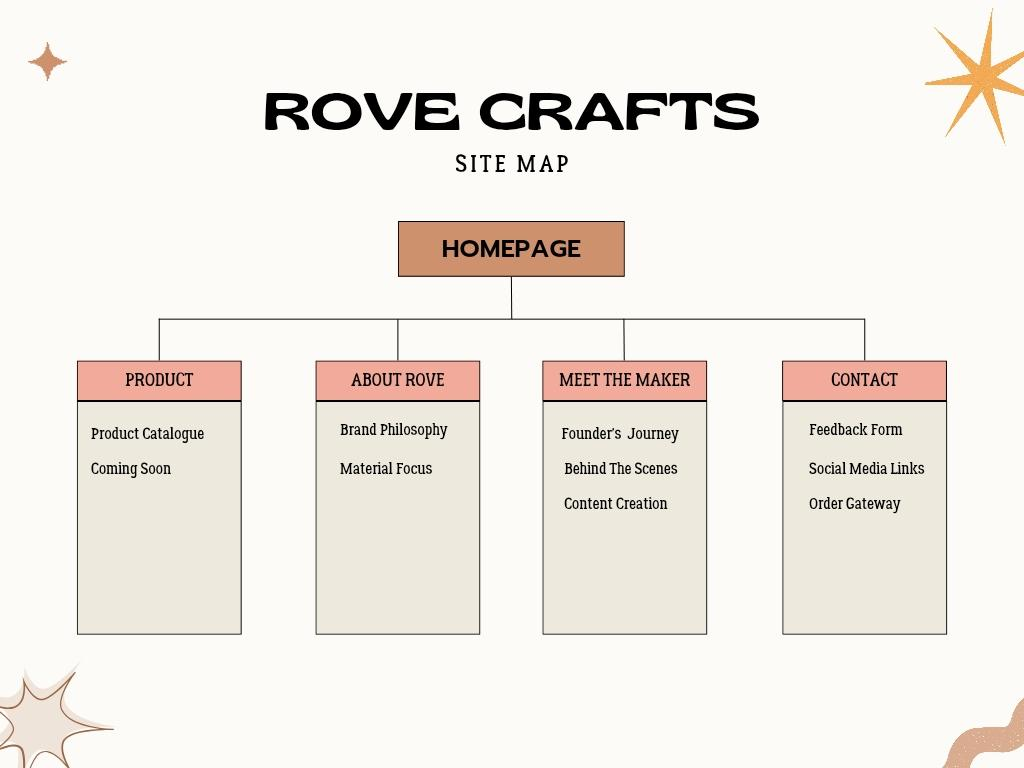 ROVE CRAFTS
SITE MAP
HOMEPAGE
PRODUCT
Product Catalogue
Coming Soon
ABOUT ROVE
Brand Philosophy
Material Focus
MEET THE MAKER
Founder's Journey
Behind The Scenes
Content Creation
CONTACT
Feedback Form
Social Media Links
Order Gateway